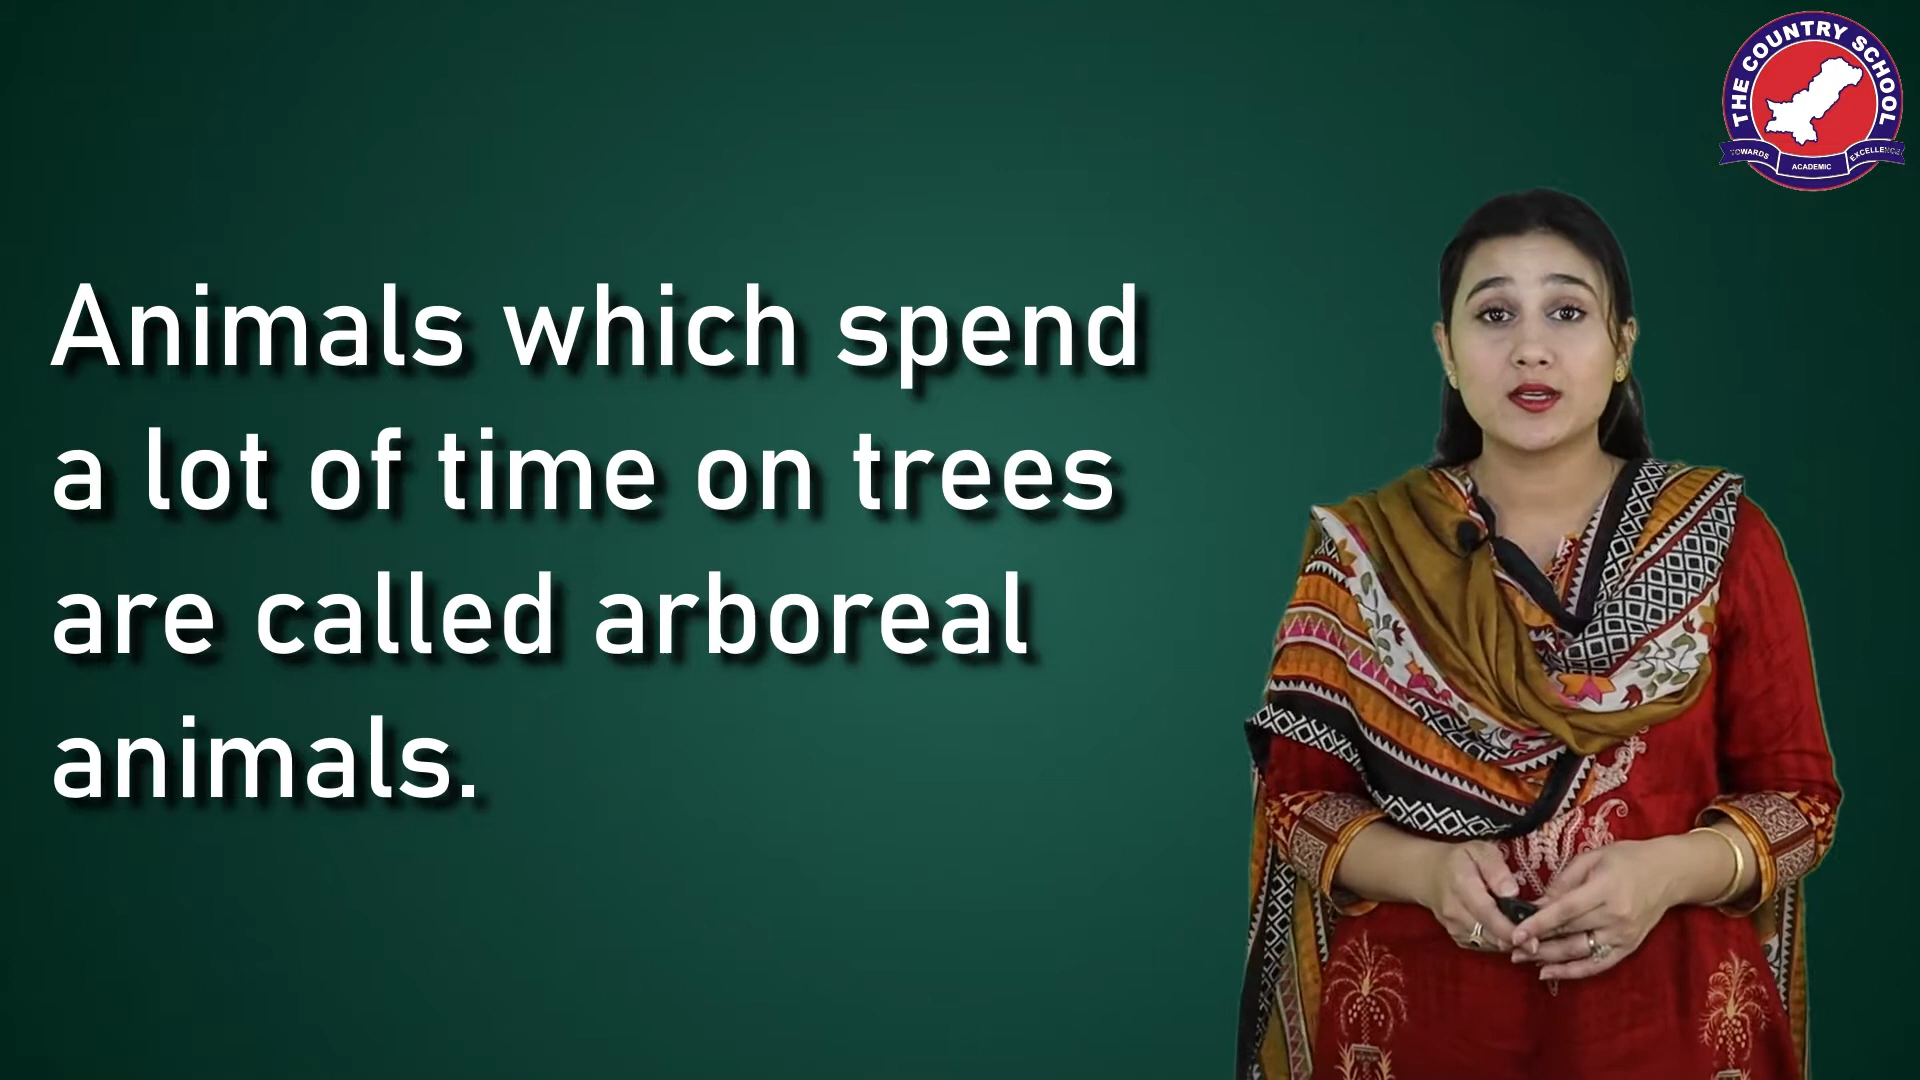 THE COUNTRY SCHOOL
TOWARDS ACADEMIC EXCELLENCE
Animals which spend
a lot of time on trees
are called arboreal
animals.